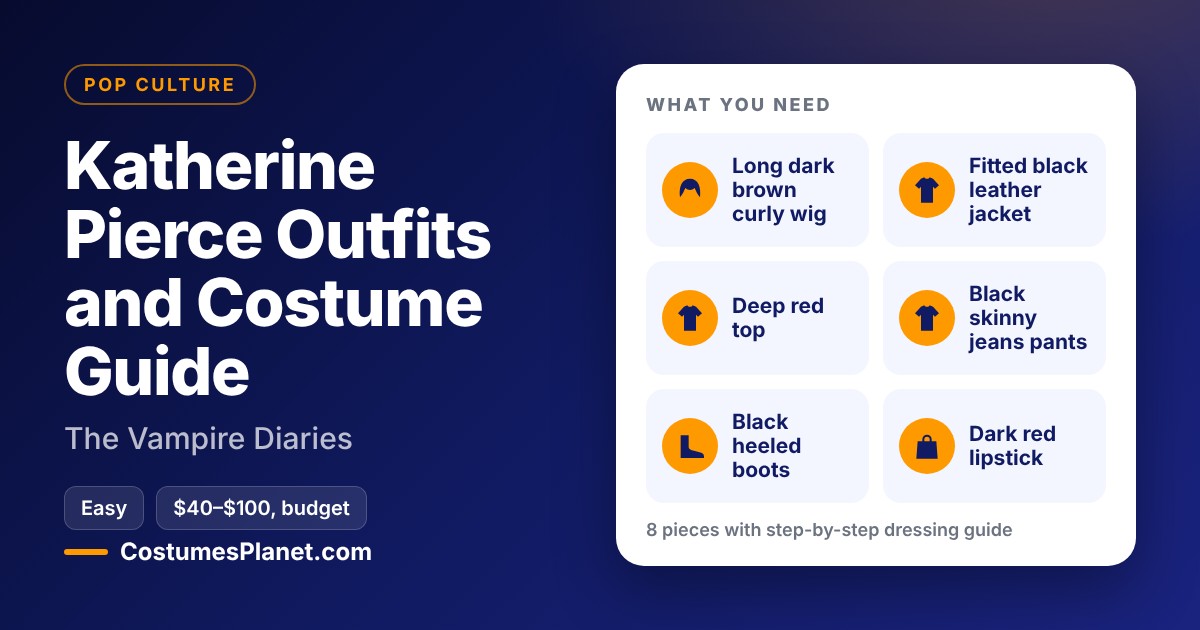 POP CULTURE
Katherine
Pierce Outfits
and Costume
Guide
The Vampire Diaries
Easy
$40–$100, budget
CostumesPlanet.com
WHAT YOU NEED
Long dark
brown
curly wig
Fitted black
leather
jacket
Deep red
top
Black
skinny
jeans pants
Black
heeled
boots
Dark red
lipstick
8 pieces with step-by-step dressing guide